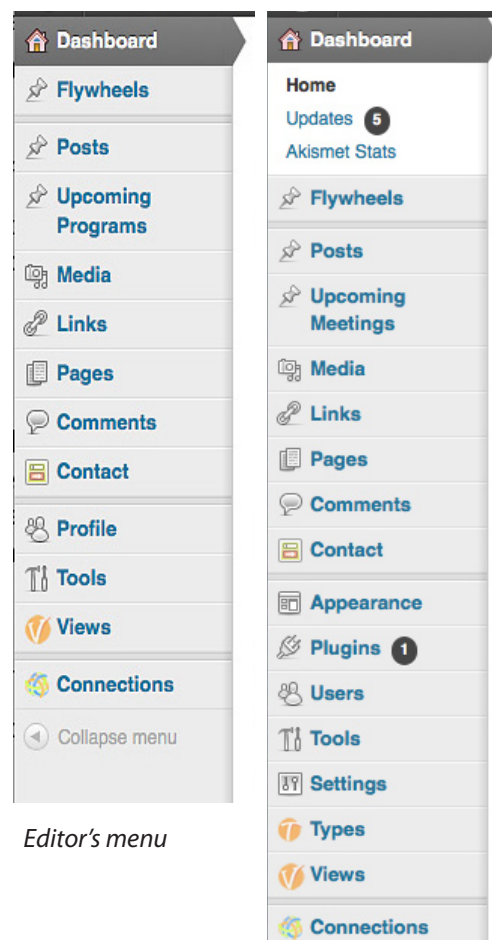 Dashboard
Flywheels
Posts
Upcoming
Programs
Media
Links
Pages
Comments
Contact
Profile
Tools
Views
Connections
Collapse menu
Editor's menu
Dashboard
Home
Updates 5
Akismet Stats
Flywheels
Posts
Upcoming
Meetings
Media
Links
Pages
Comments
Contact
Appearance
Plugins 1
Users
Tools
Settings
Types
Views
Connections